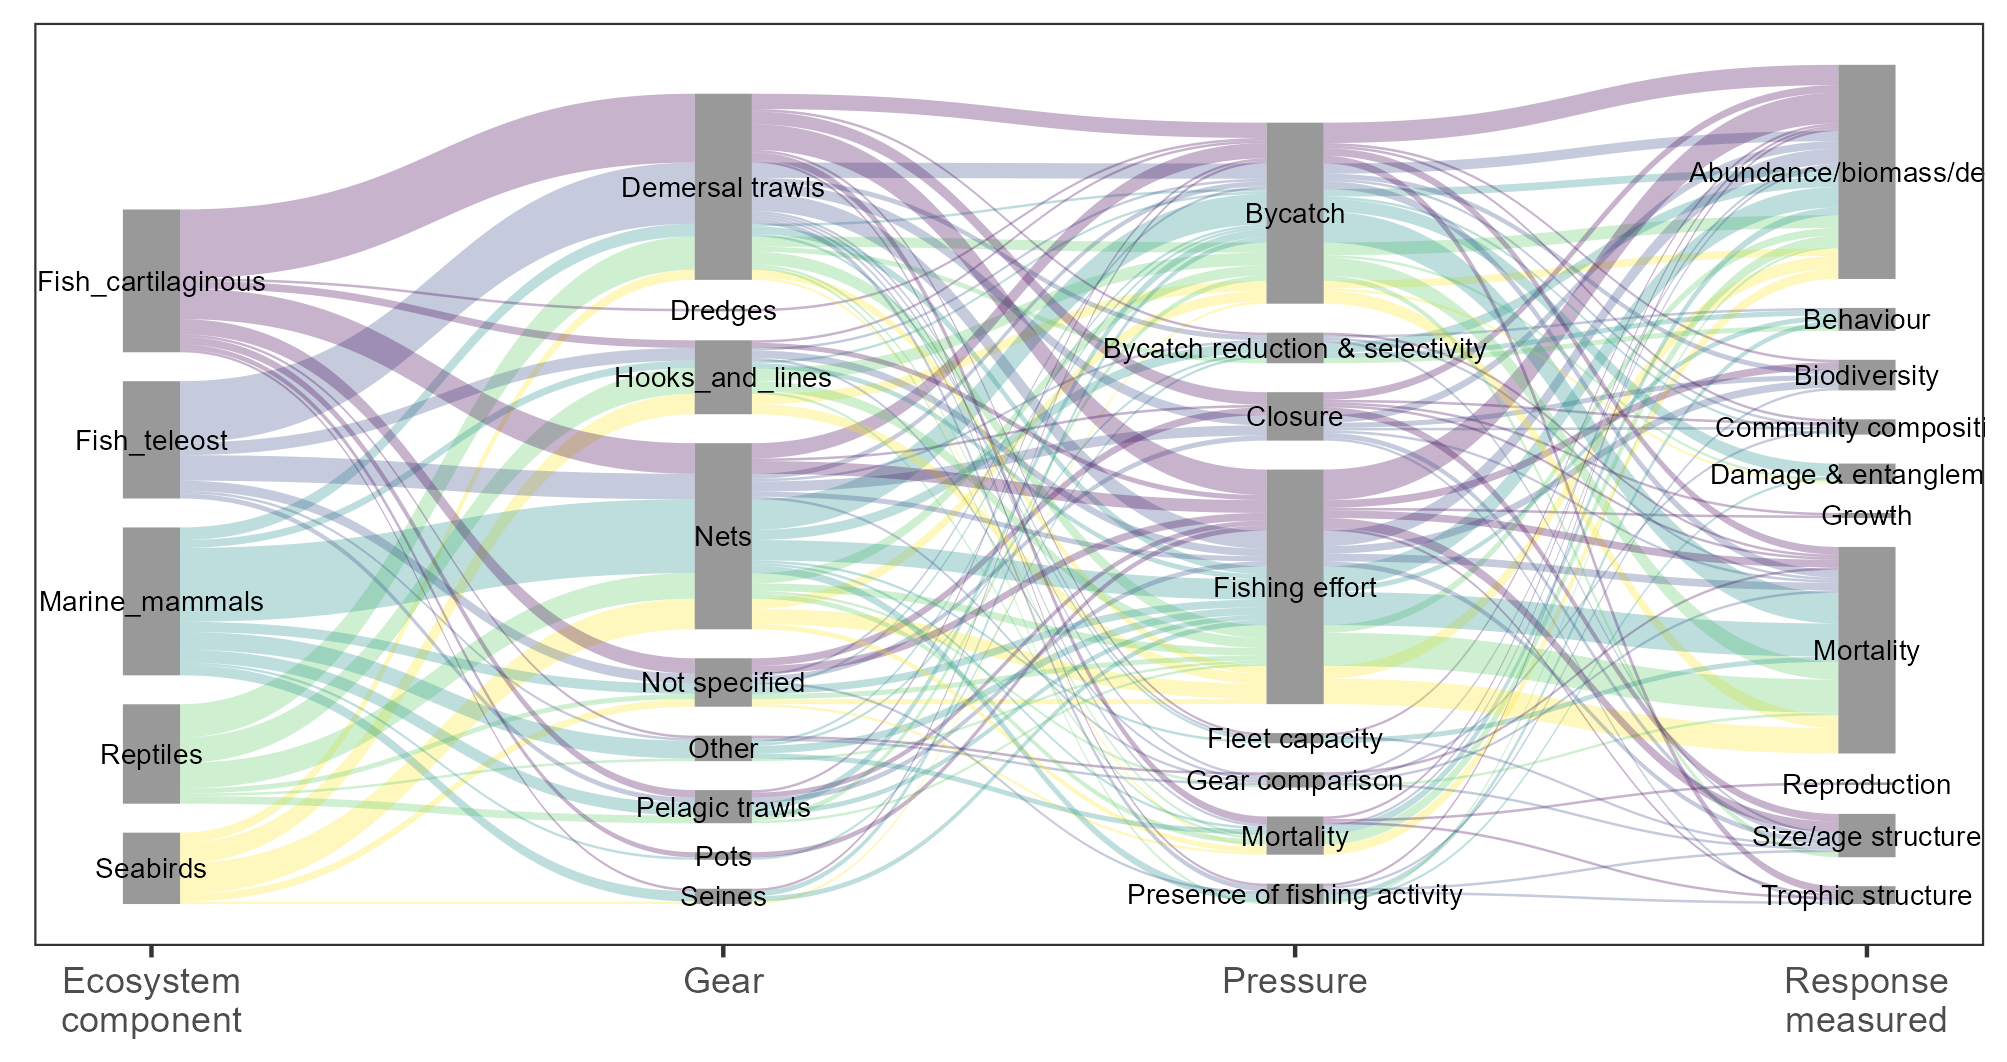 Fish_cartilaginous
Fish_teleost
Marine_mammals
Reptiles
Seabirds
Demersal trawls
Dredges
Hooks_and_lines
Nets
Not specified
Other
Pelagic trawls
Pots
Seines
Bycatch
Bycatch reduction & selectivity
Closure
Fishing effort
Fleet capacity
Gear comparison
Mortality
Presence of fishing activity
Abundance/biomass/de
Behaviour
Biodiversity
Community compositi
Damage & entanglem
Growth
Mortality
Reproduction
Size/age structure
Trophic structure
Ecosystem
component
Gear
Pressure
Response
measured